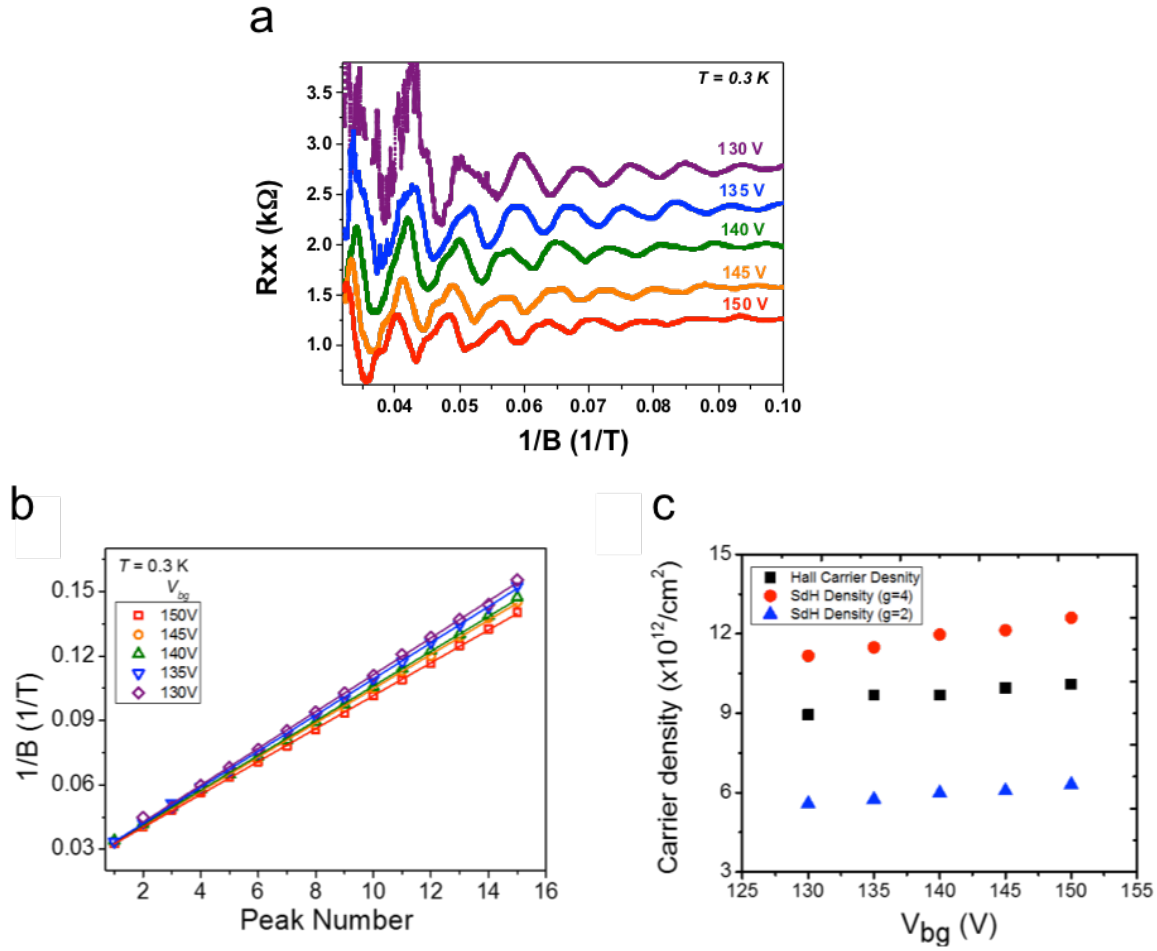 a
T = 0.3 K
3.5
3.0
2.5
2.0
1.5
1.0
130 V
135 V
140 V
145 V
150 V
Rxx (kΩ)
0.04 0.05 0.06 0.07 0.08 0.09 0.10
1/B (1/T)
b
T = 0.3 K
V_bg
150V
145V
140V
135V
130V
0.15
0.12
0.09
0.06
0.03
1/B (1/T)
2 4 6 8 10 12 14 16
Peak Number
c
Hall Carrier Desnity
SdH Density (g=4)
SdH Density (g=2)
15
12
9
6
3
Carrier density (x10¹²/cm²)
125 130 135 140 145 150 155
V_bg (V)